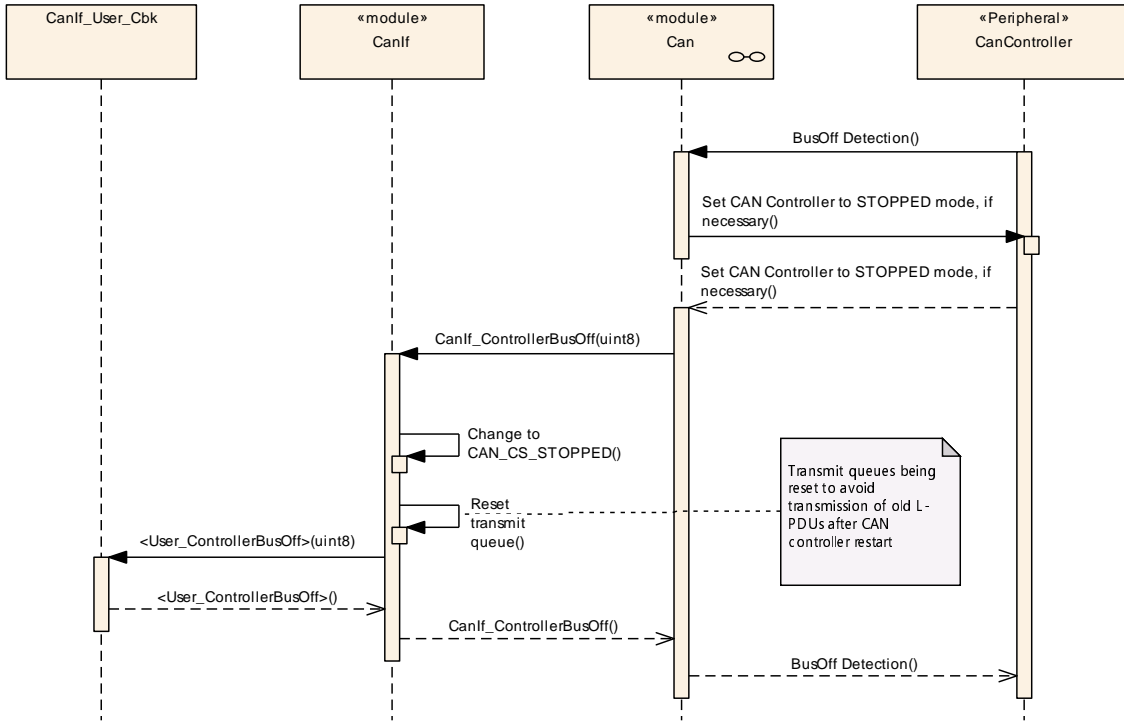 CanIf_User_Cbk
«module»
CanIf
«module»
Can
«Peripheral»
CanController
BusOff Detection()
Set CAN Controller to STOPPED mode, if
necessary()
Set CAN Controller to STOPPED mode, if
necessary()
CanIf_ControllerBusOff(uint8)
Change to
CAN_CS_STOPPED()
Transmit queues being
reset to avoid
transmission of old L-
PDUs after CAN
controller restart
Reset
transmit
queue()
<User_ControllerBusOff>(uint8)
<User_ControllerBusOff>()
CanIf_ControllerBusOff()
BusOff Detection()